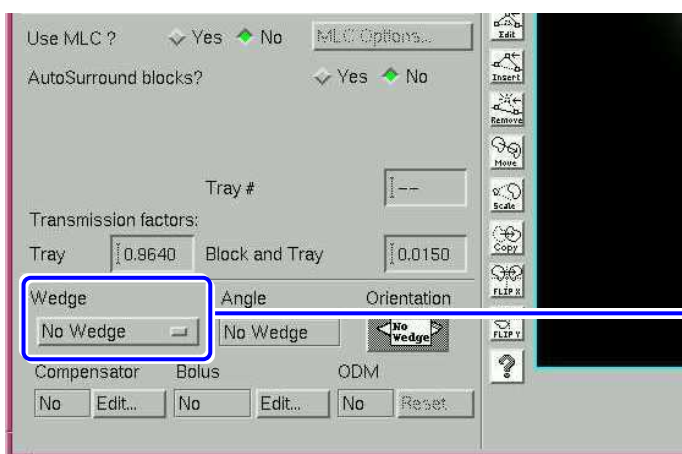 Use MLC ? Yes No MLC Options...
AutoSurround blocks? Yes No
Tray # --
Transmission factors:
Tray 0.9640 Block and Tray 0.0150
Wedge Angle Orientation
No Wedge No Wedge No Wedge
Compensator Bolus ODM
No Edit... No Edit... No Reset
Edit
Insert
Remove
Move
Scale
Copy
FLIP X
FLIP Y
?